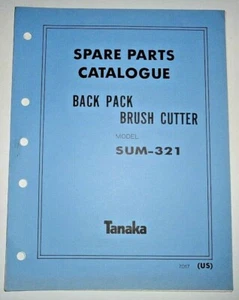 SPARE PARTS
CATALOGUE
BACK PACK
BRUSH CUTTER
MODEL
SUM-321
Tanaka
(US)